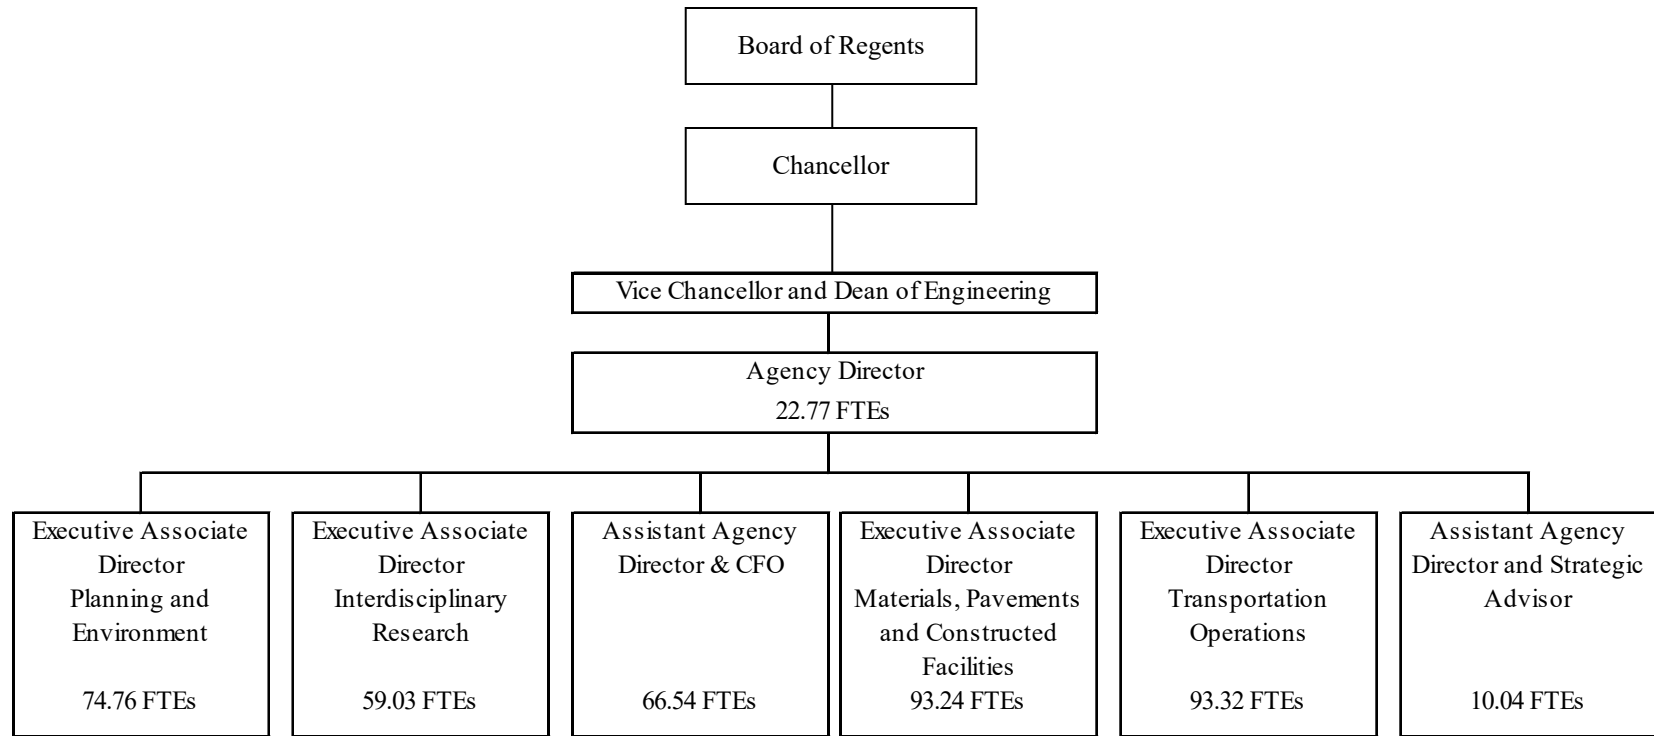 Board of Regents
Chancellor
Vice Chancellor and Dean of Engineering
Agency Director
22.77 FTEs
Executive Associate
Director
Planning and
Environment
74.76 FTEs
Executive Associate
Director
Interdisciplinary
Research
59.03 FTEs
Assistant Agency
Director & CFO
66.54 FTEs
Executive Associate
Director
Materials, Pavements
and Constructed
Facilities
93.24 FTEs
Executive Associate
Director
Transportation
Operations
93.32 FTEs
Assistant Agency
Director and Strategic
Advisor
10.04 FTEs